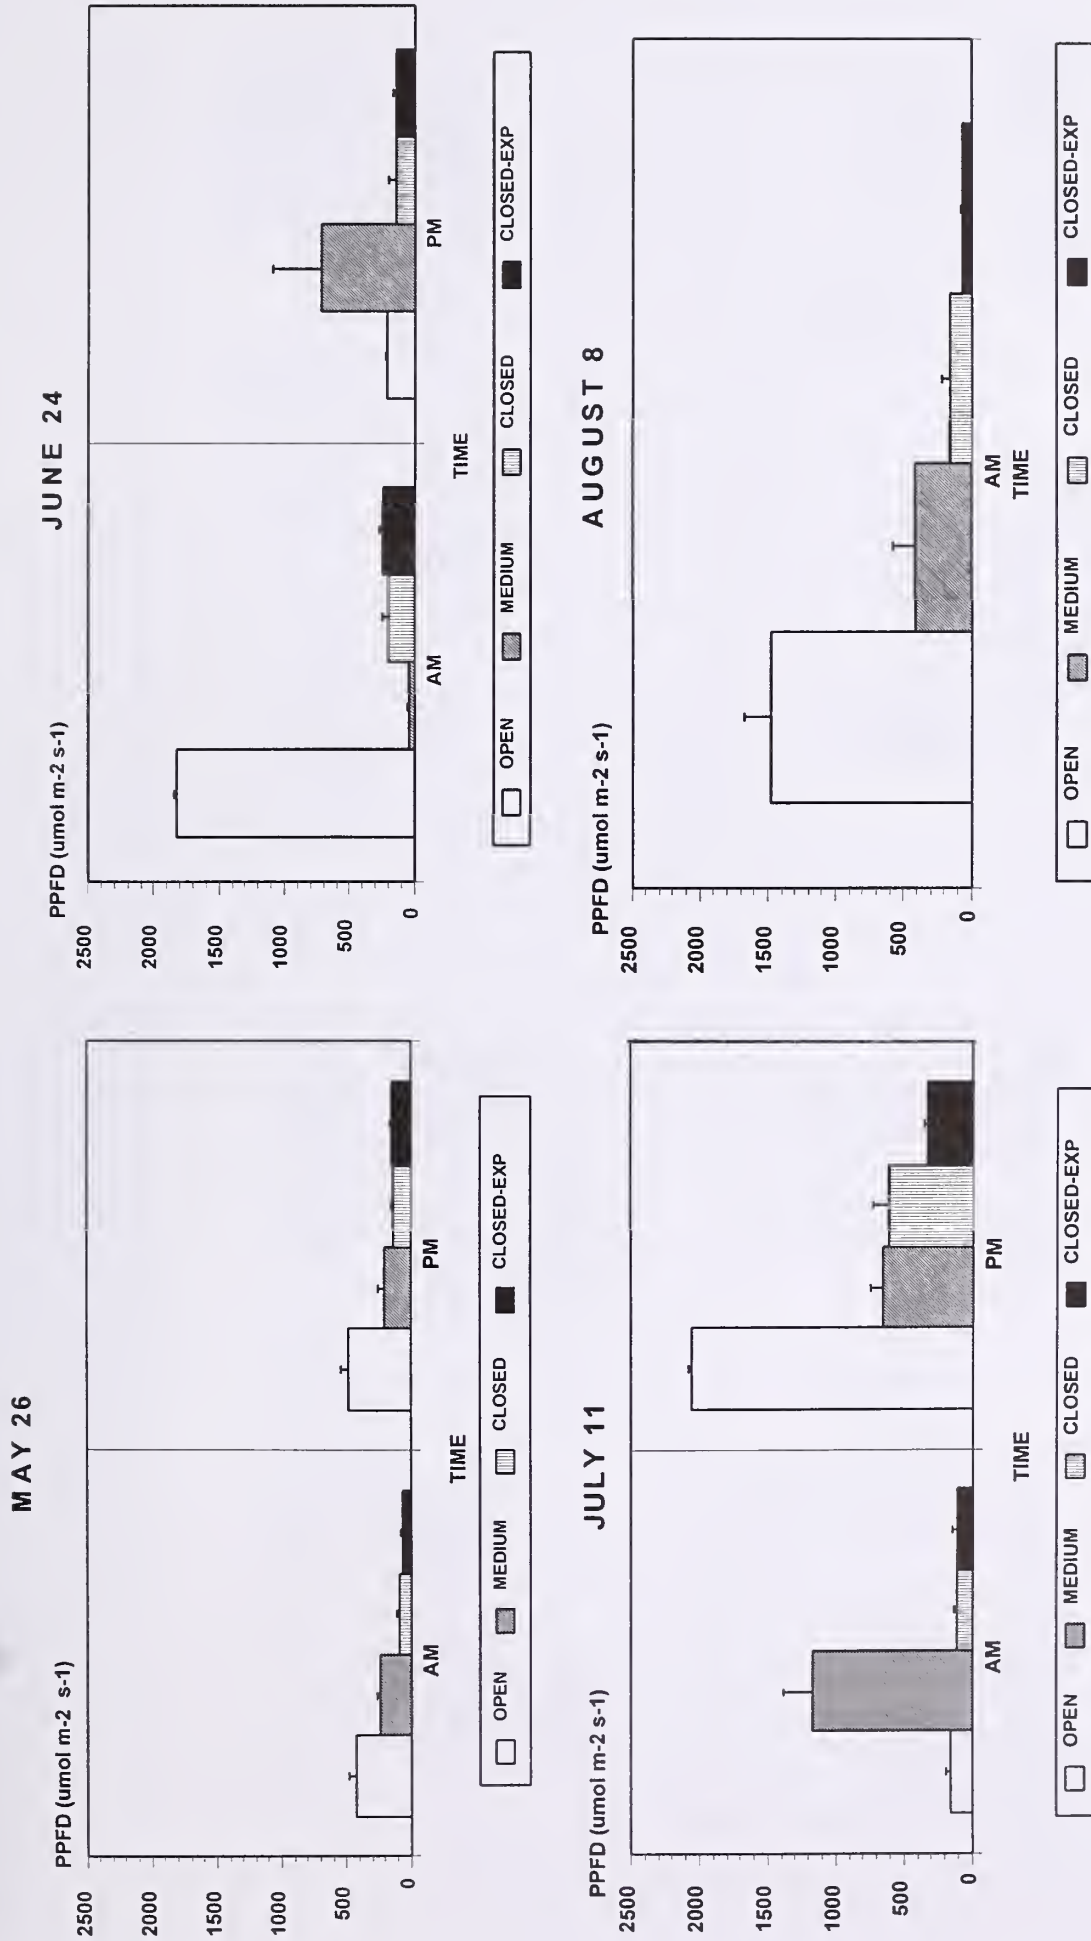 MAY 26
PPFD (umol m-2 s-1)
2500
2000
1500
1000
500
0
AM
PM
TIME
OPEN MEDIUM CLOSED CLOSED-EXP
JUNE 24
PPFD (umol m-2 s-1)
2500
2000
1500
1000
500
0
AM
PM
TIME
OPEN MEDIUM CLOSED CLOSED-EXP
JULY 11
PPFD (umol m-2 s-1)
2500
2000
1500
1000
500
0
AM
PM
TIME
OPEN MEDIUM CLOSED CLOSED-EXP
AUGUST 8
PPFD (umol m-2 s-1)
2500
2000
1500
1000
500
0
AM
TIME
OPEN MEDIUM CLOSED CLOSED-EXP